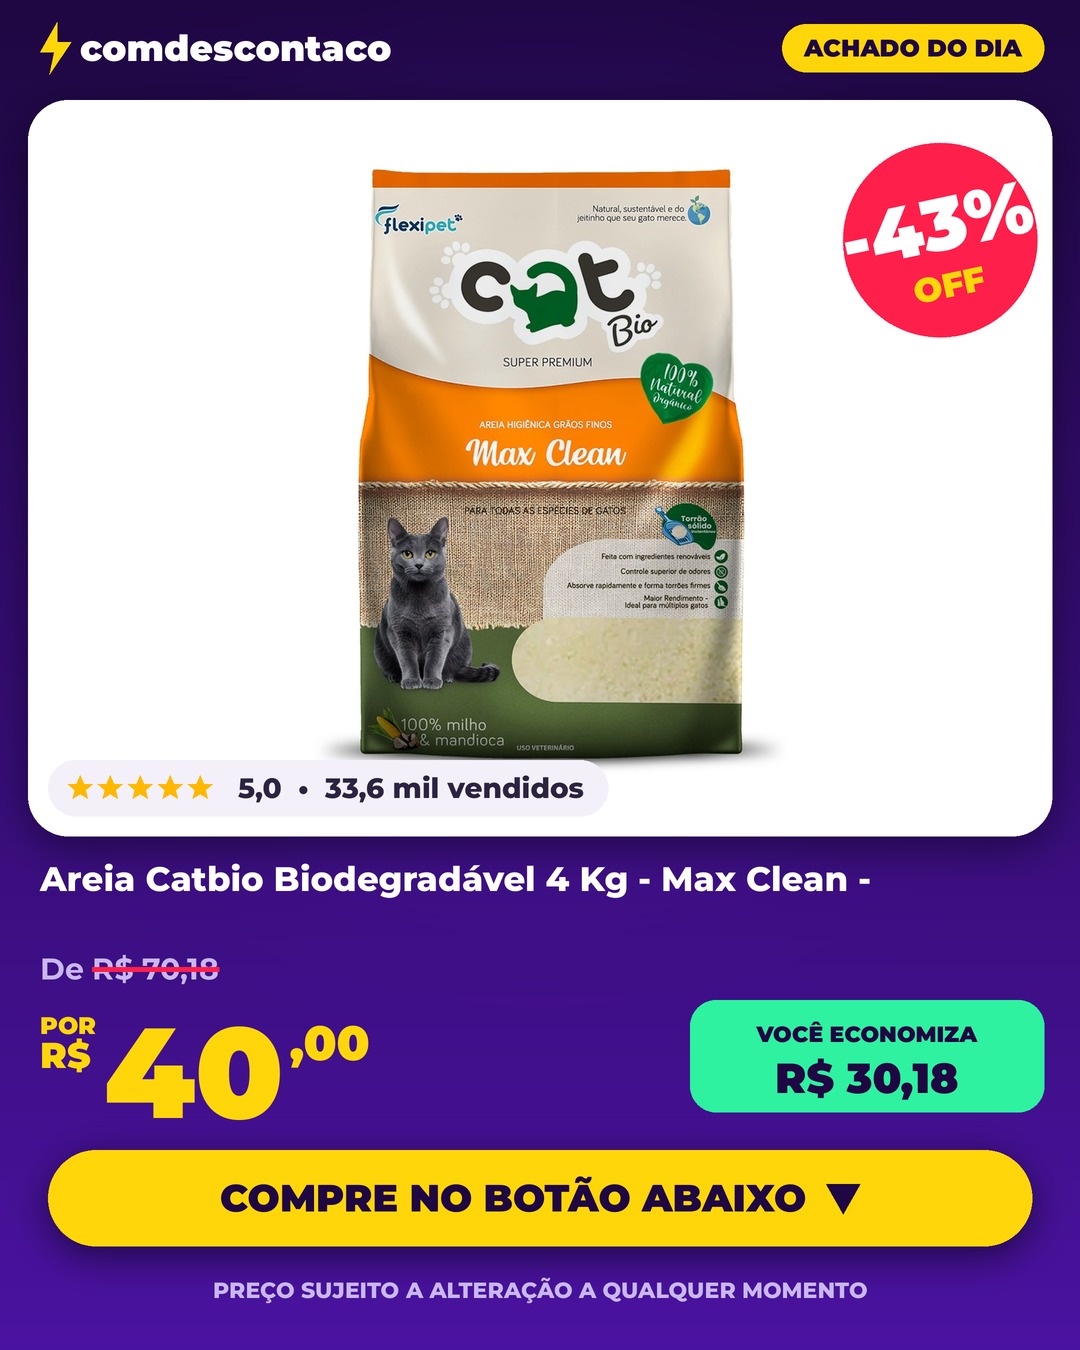 comdescontaco
ACHADO DO DIA
-43%
OFF
flexipet
Natural, sustentável e do
jeitinho que seu gato merece.
cat
Bio
SUPER PREMIUM
100%
Natural
Orgânico
AREIA HIGIÊNICA GRÃOS FINOS
Max Clean
PARA TODAS AS ESPÉCIES DE GATOS
Torrão
sólido
instantâneo
Feita com ingredientes renováveis
Controle superior de odores
Absorve rapidamente e forma torrões firmes
Maior Rendimento -
Ideal para múltiplos gatos
100% milho
& mandioca
USO VETERINÁRIO
5,0 • 33,6 mil vendidos
Areia Catbio Biodegradável 4 Kg - Max Clean -
De R$ 70,18
POR
R$ 40,00
VOCÊ ECONOMIZA
R$ 30,18
COMPRE NO BOTÃO ABAIXO ▼
PREÇO SUJEITO A ALTERAÇÃO A QUALQUER MOMENTO